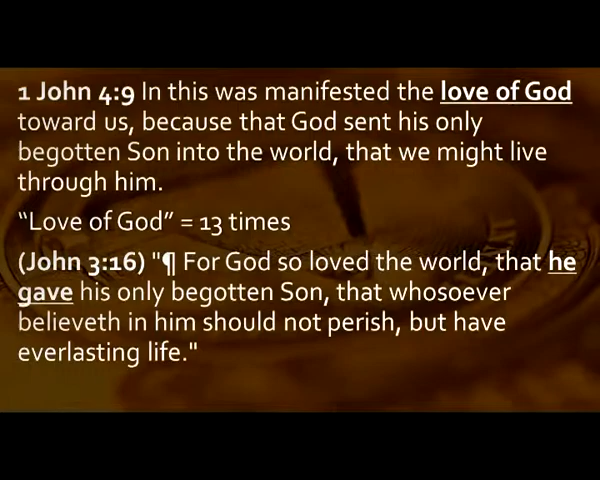 1 John 4:9 In this was manifested the love of God
toward us, because that God sent his only
begotten Son into the world, that we might live
through him.
“Love of God” = 13 times
(John 3:16) "¶ For God so loved the world, that he
gave his only begotten Son, that whosoever
believeth in him should not perish, but have
everlasting life."